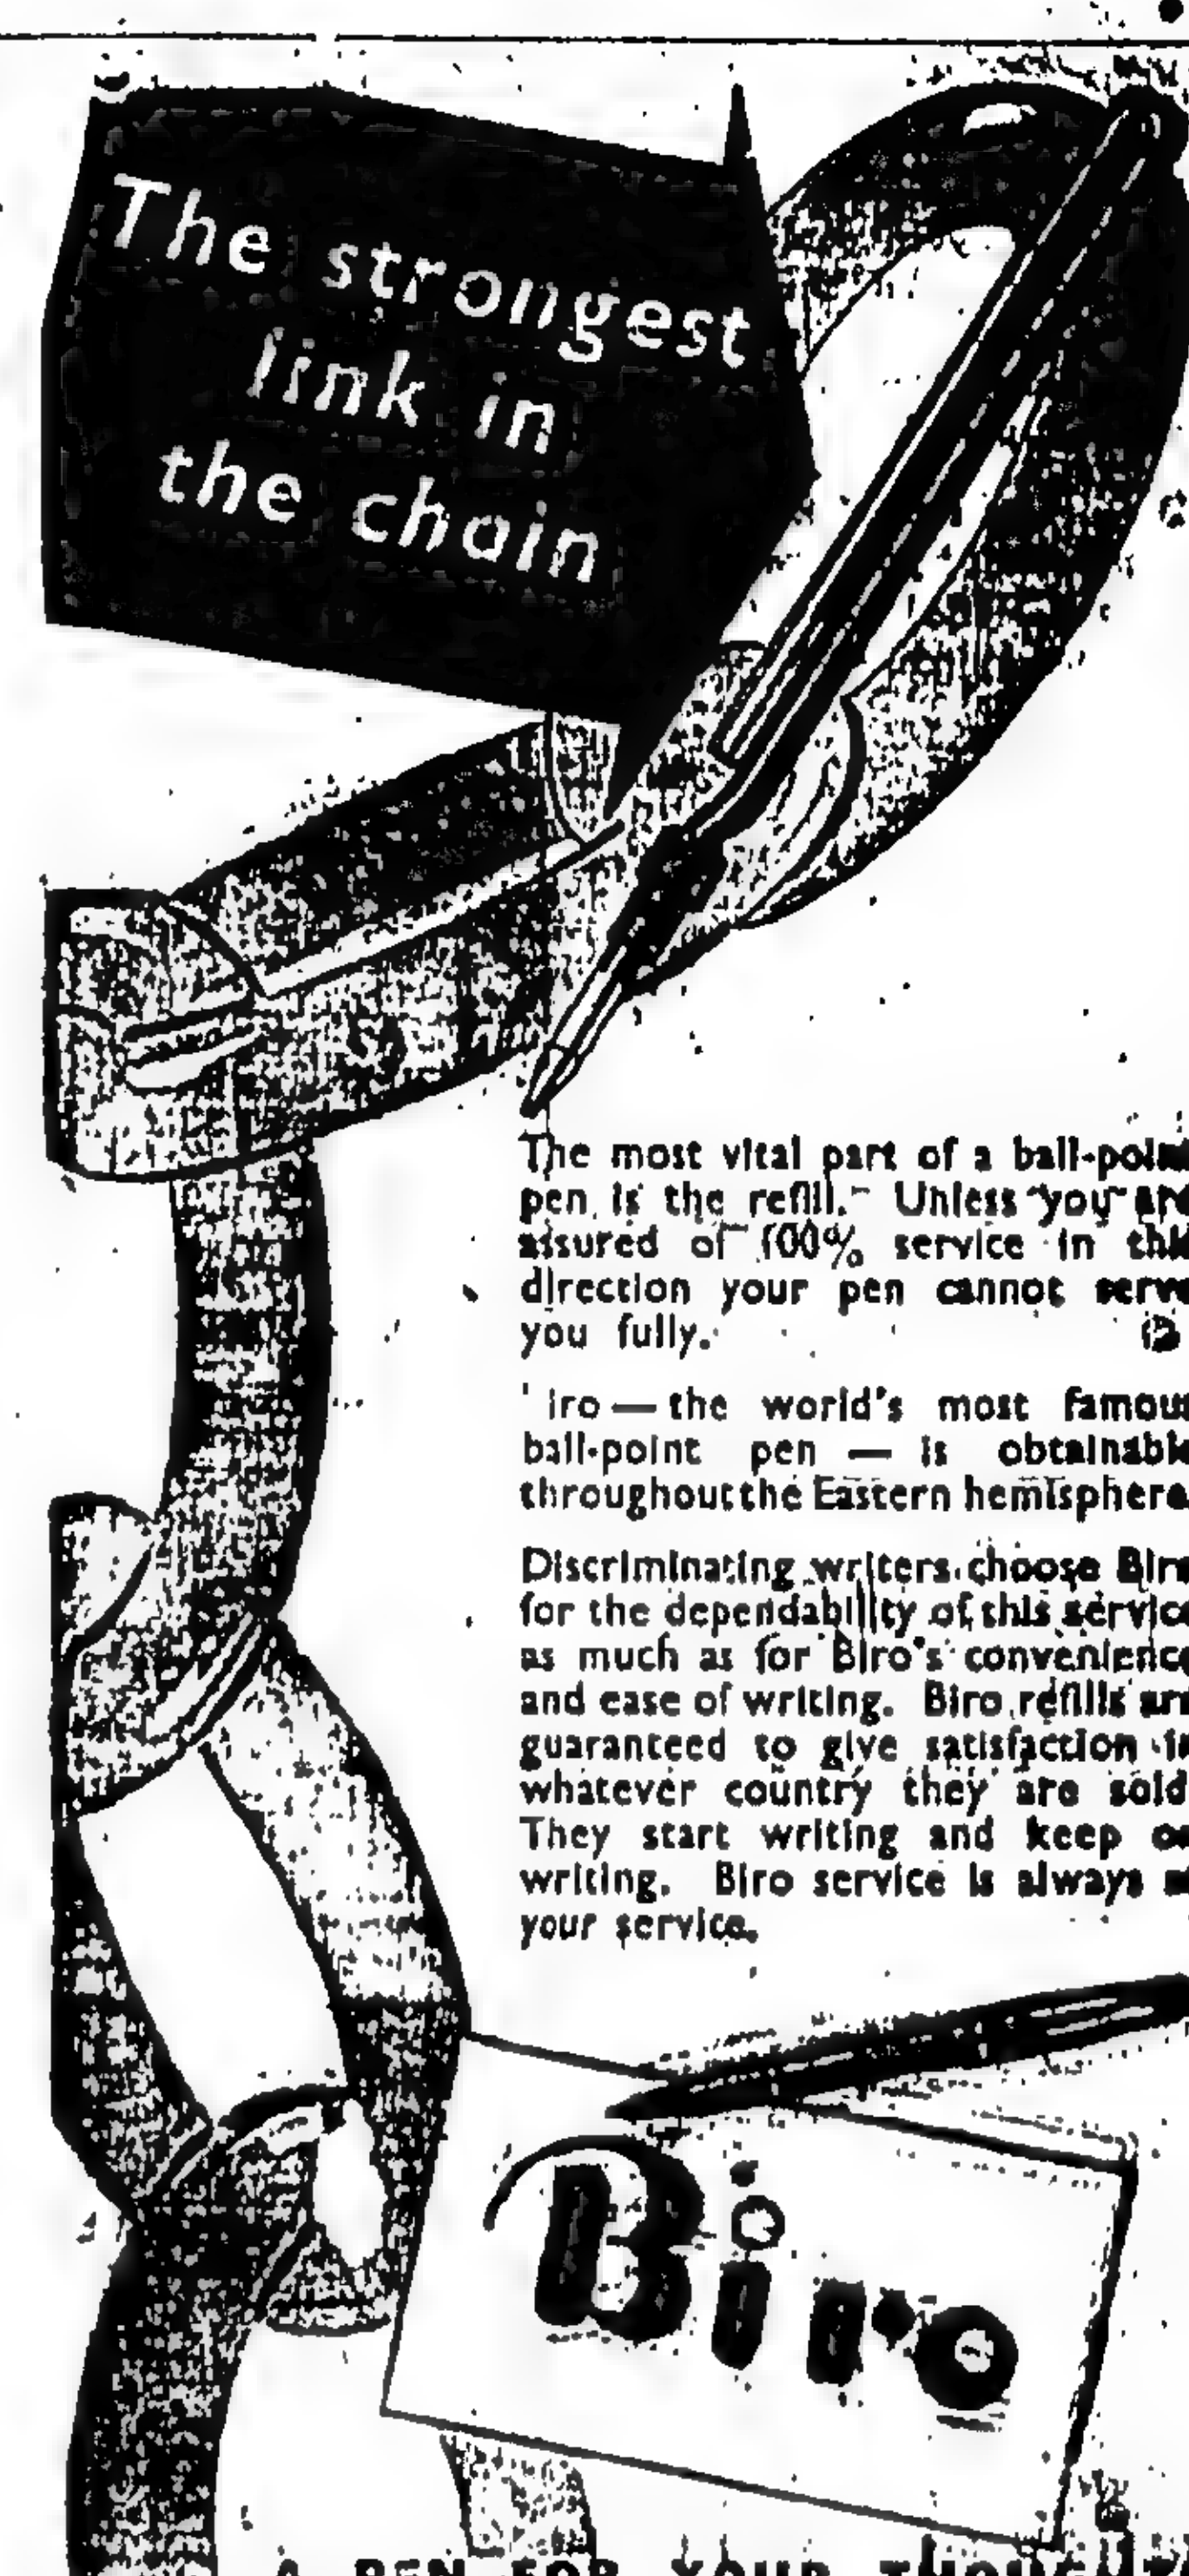 The strongest
link in
the chain
The most vital part of a ball-point
pen is the refill. Unless you are
assured of 100% service in this
direction your pen cannot serve
you fully.
iro — the world's most famous
ball-point pen — is obtainable
throughout the Eastern hemisphere.
Discriminating writers choose Biro
for the dependability of this service
as much as for Biro's convenience
and ease of writing. Biro refills are
guaranteed to give satisfaction in
whatever country they are sold.
They start writing and keep on
writing. Biro service is always at
your service.
Biro
A PEN FOR YOUR